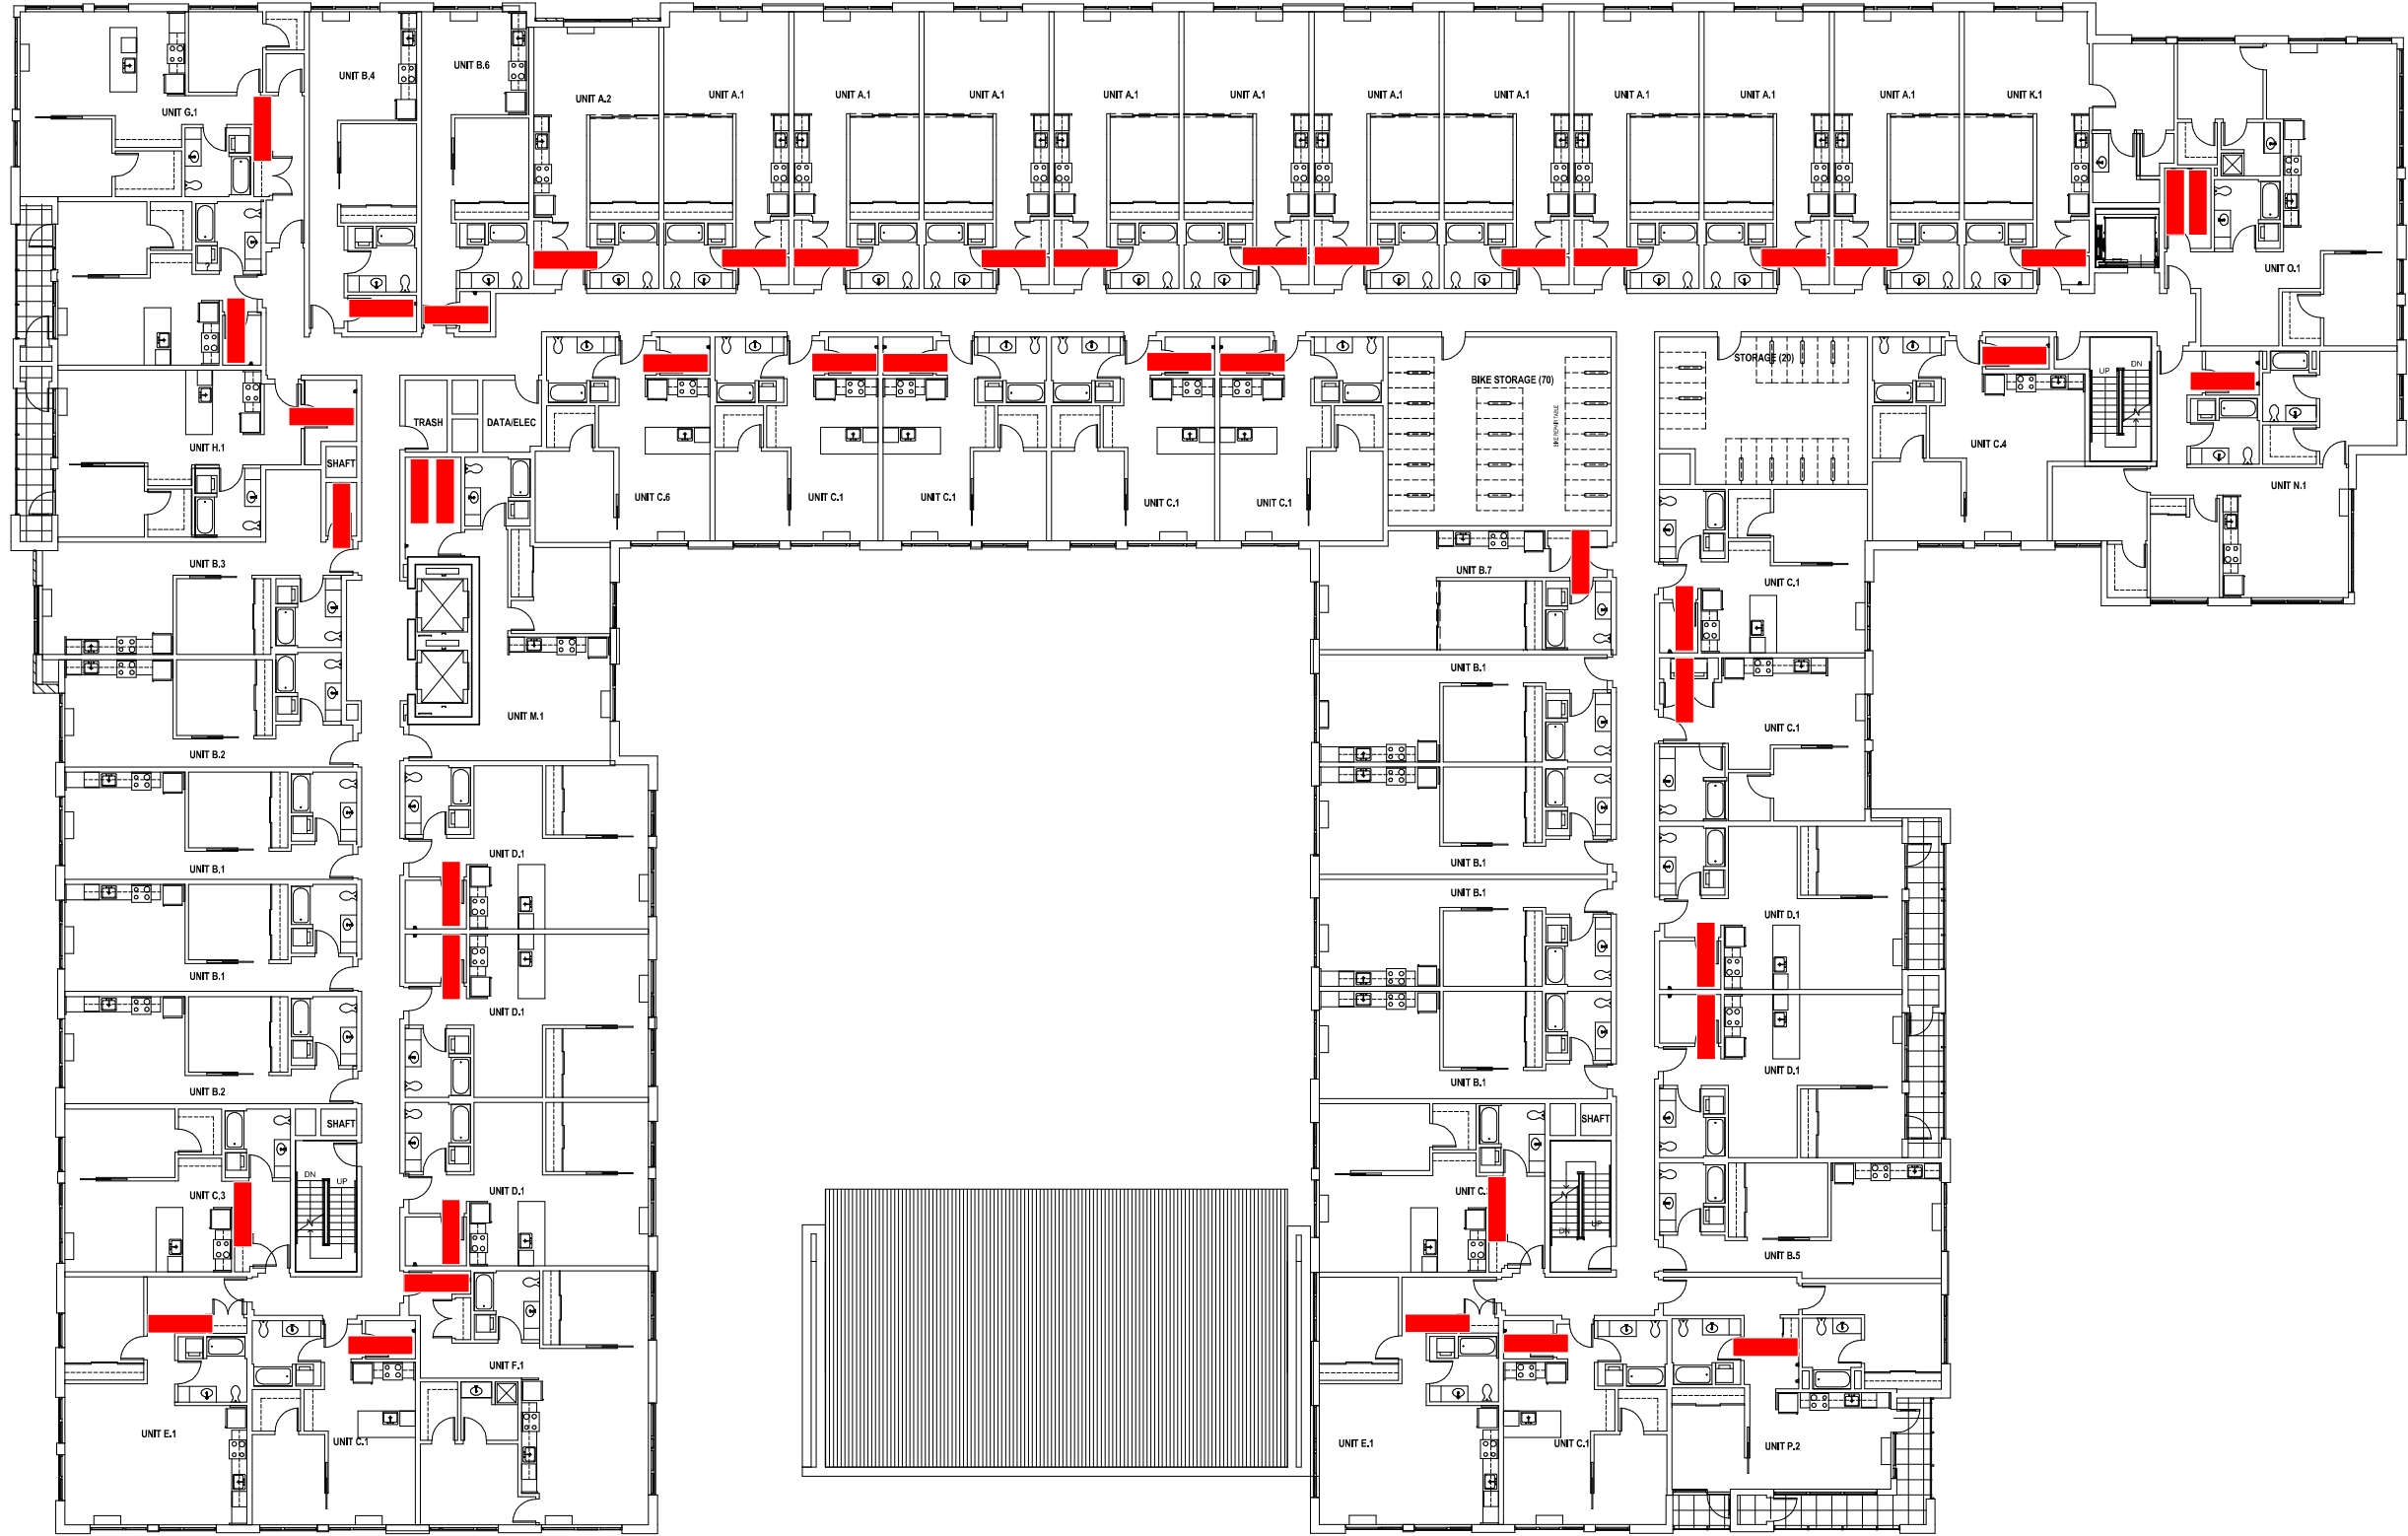 UNIT B.4
UNIT B.6
UNIT A.2
UNIT A.1
UNIT A.1
UNIT A.1
UNIT A.1
UNIT A.1
UNIT A.1
UNIT A.1
UNIT A.1
UNIT A.1
UNIT A.1
UNIT K.1
UNIT G.1
UNIT O.1
STORAGE (20)
BIKE STORAGE (70)
UP
DN
TRASH
DATA/ELEC
UNIT H.1
SHAFT
UNIT C.4
UNIT C.6
UNIT C.1
UNIT C.1
UNIT C.1
UNIT C.1
UNIT N.1
UNIT B.3
UNIT B.7
UNIT C.1
UNIT B.1
UNIT M.1
UNIT C.1
UNIT B.2
UNIT D.1
UNIT B.1
UNIT B.1
UNIT B.1
UNIT D.1
UNIT B.1
UNIT D.1
UNIT D.1
UNIT B.2
UNIT B.1
SHAFT
SHAFT
DN
UP
UNIT C.3
UNIT D.1
UNIT C.
DN
UP
UNIT B.5
UNIT F.1
UNIT E.1
UNIT C.1
UNIT E.1
UNIT C.1
UNIT P.2